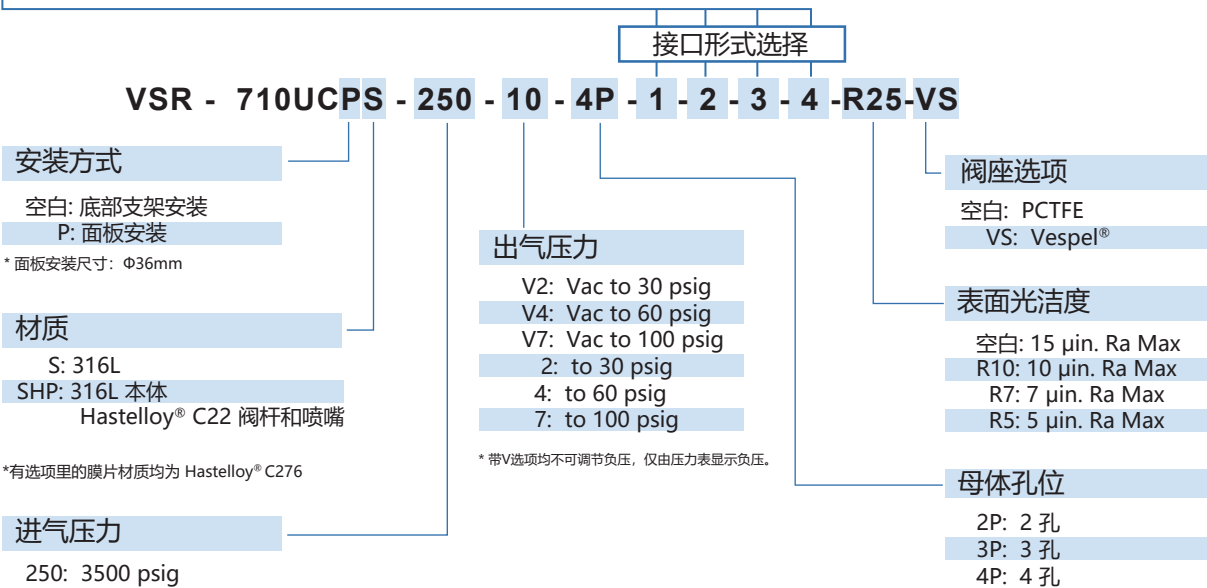 接口形式选择
VSR - 710UCPS - 250 - 10 - 4P - 1 - 2 - 3 - 4 -R25-VS
安装方式
空白: 底部支架安装
P: 面板安装
* 面板安装尺寸：Φ36mm
材质
S: 316L
SHP: 316L 本体
Hastelloy® C22 阀杆和喷嘴
*有选项里的膜片材质均为 Hastelloy® C276
进气压力
250: 3500 psig
出气压力
V2: Vac to 30 psig
V4: Vac to 60 psig
V7: Vac to 100 psig
2: to 30 psig
4: to 60 psig
7: to 100 psig
* 带V选项均不可调节负压，仅由压力表显示负压。
阀座选项
空白: PCTFE
VS: Vespel®
表面光洁度
空白: 15 μin. Ra Max
R10: 10 μin. Ra Max
R7: 7 μin. Ra Max
R5: 5 μin. Ra Max
母体孔位
2P: 2 孔
3P: 3 孔
4P: 4 孔